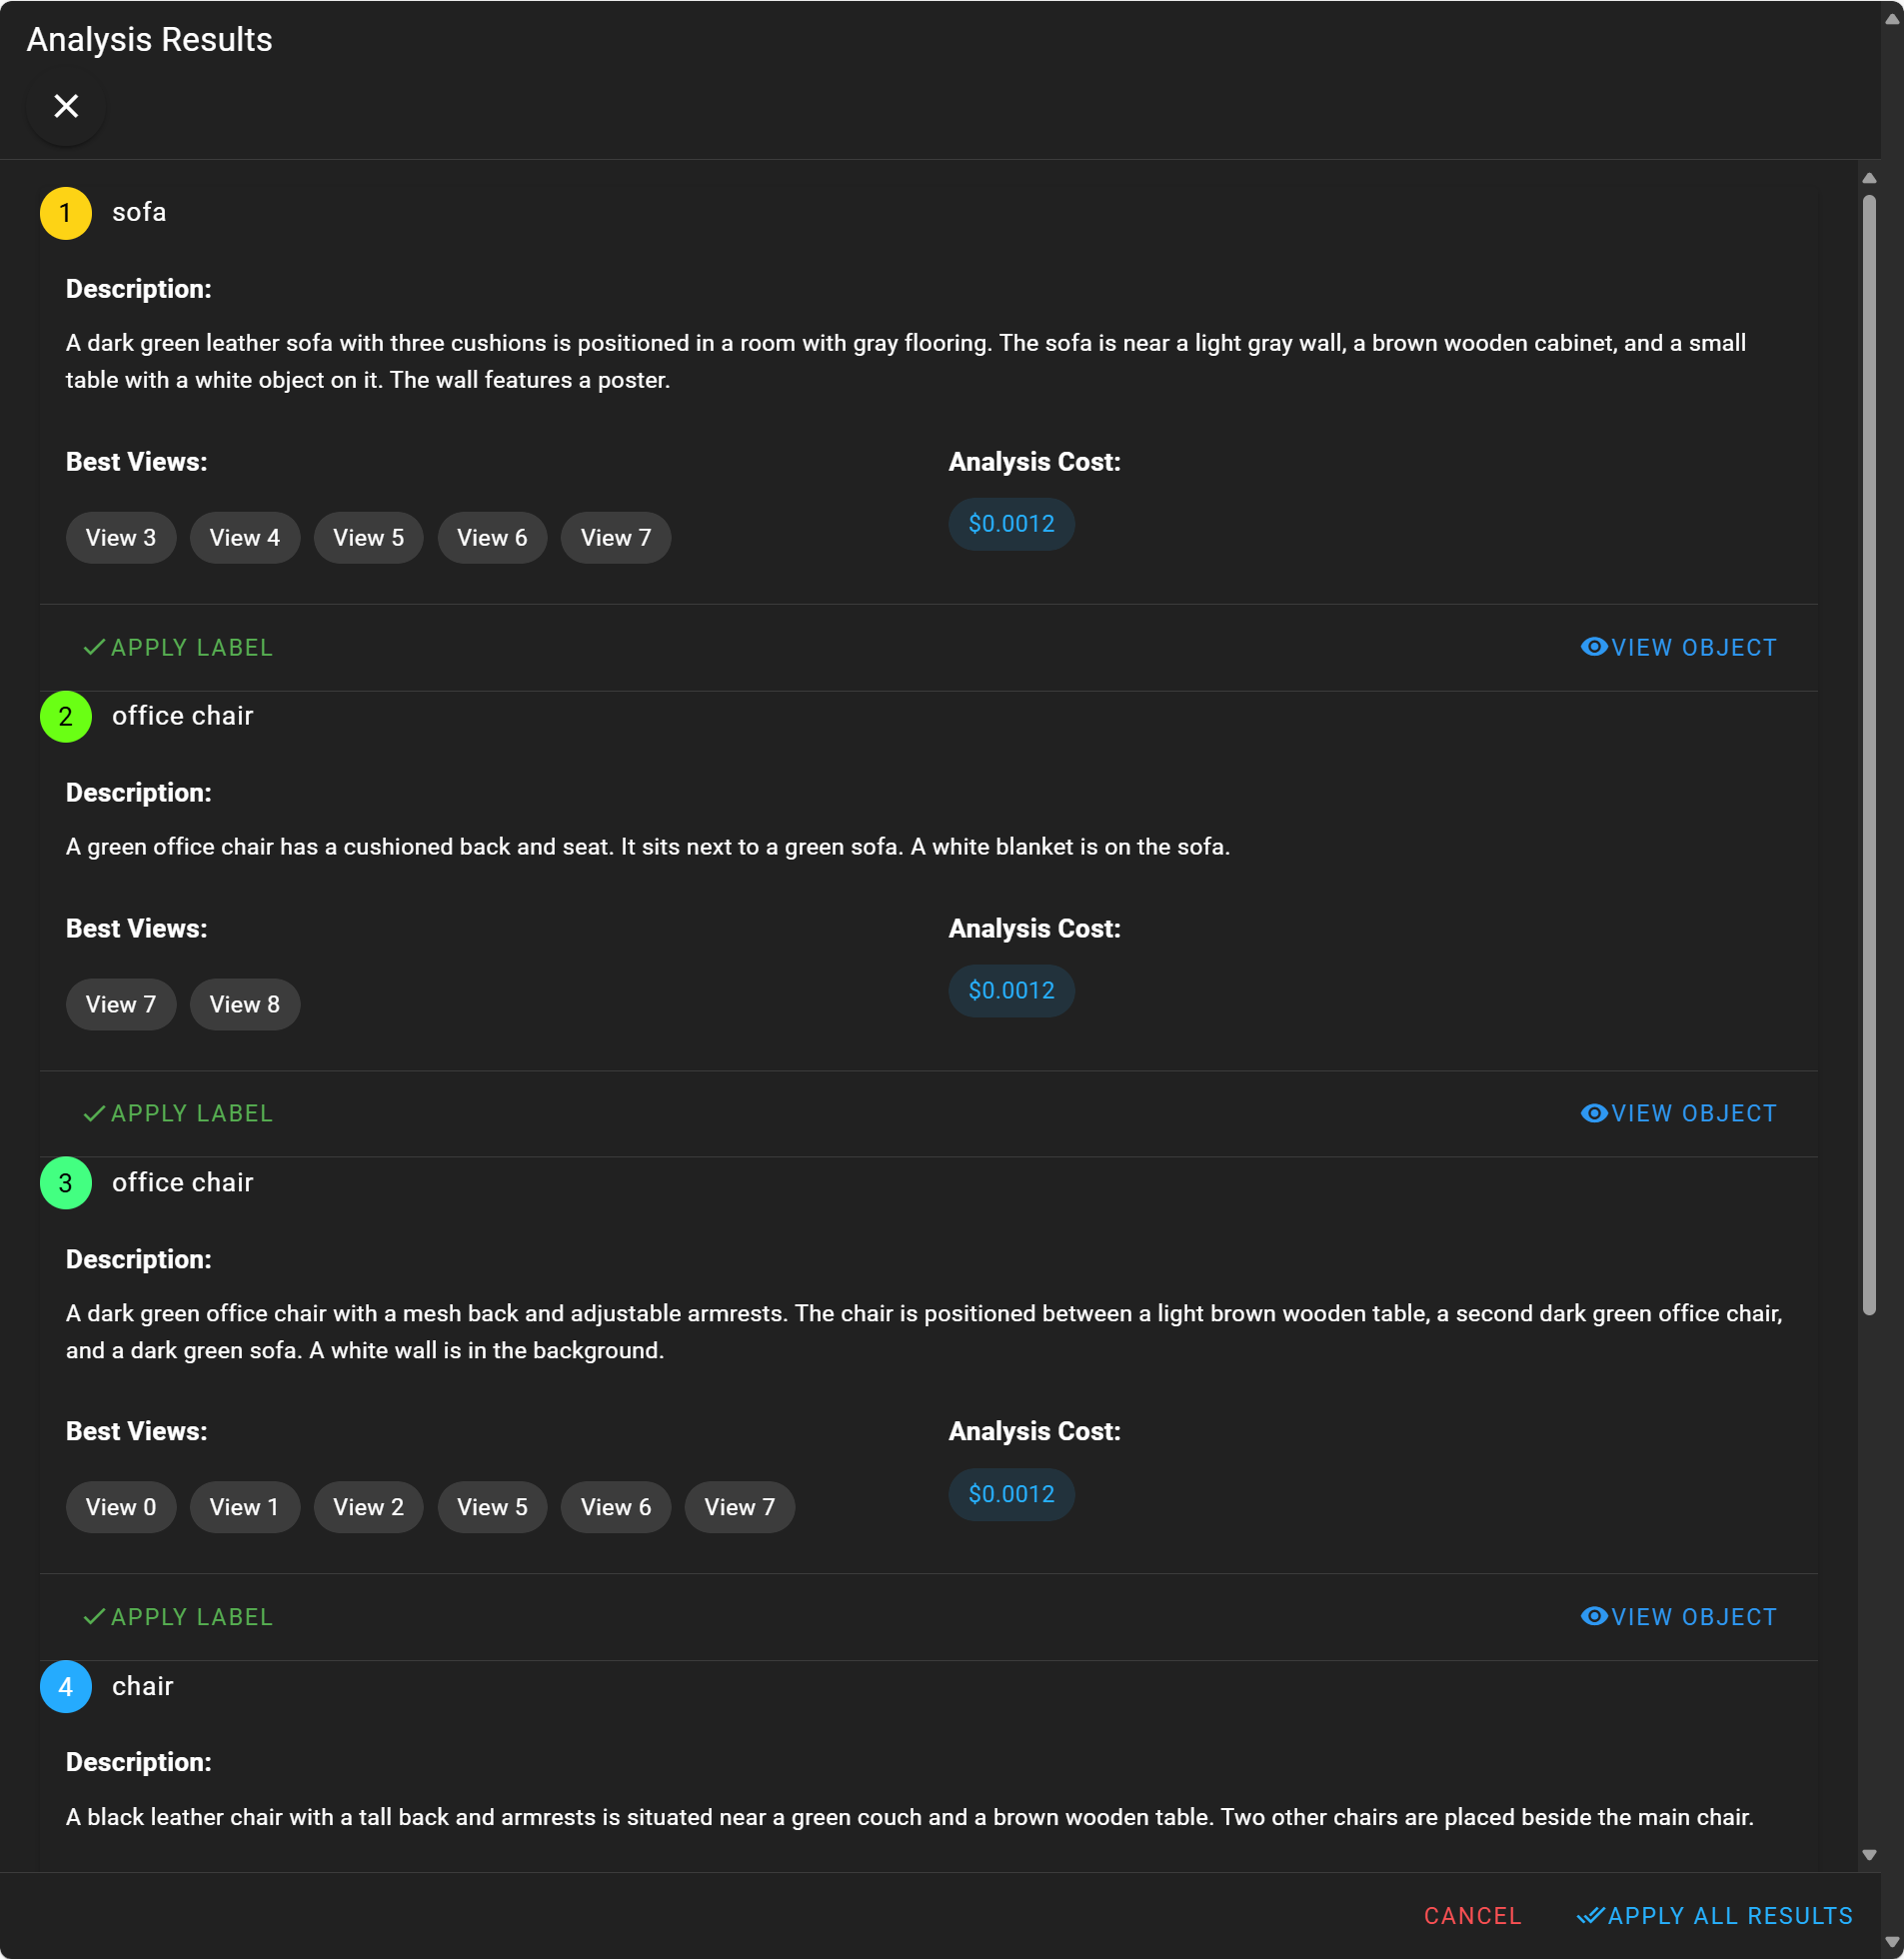 Analysis Results
1 sofa
Description:
A dark green leather sofa with three cushions is positioned in a room with gray flooring. The sofa is near a light gray wall, a brown wooden cabinet, and a small
table with a white object on it. The wall features a poster.
Best Views: Analysis Cost:
View 3 View 4 View 5 View 6 View 7 $0.0012
APPLY LABEL VIEW OBJECT
2 office chair
Description:
A green office chair has a cushioned back and seat. It sits next to a green sofa. A white blanket is on the sofa.
Best Views: Analysis Cost:
View 7 View 8 $0.0012
APPLY LABEL VIEW OBJECT
3 office chair
Description:
A dark green office chair with a mesh back and adjustable armrests. The chair is positioned between a light brown wooden table, a second dark green office chair,
and a dark green sofa. A white wall is in the background.
Best Views: Analysis Cost:
View 0 View 1 View 2 View 5 View 6 View 7 $0.0012
APPLY LABEL VIEW OBJECT
4 chair
Description:
A black leather chair with a tall back and armrests is situated near a green couch and a brown wooden table. Two other chairs are placed beside the main chair.
CANCEL APPLY ALL RESULTS